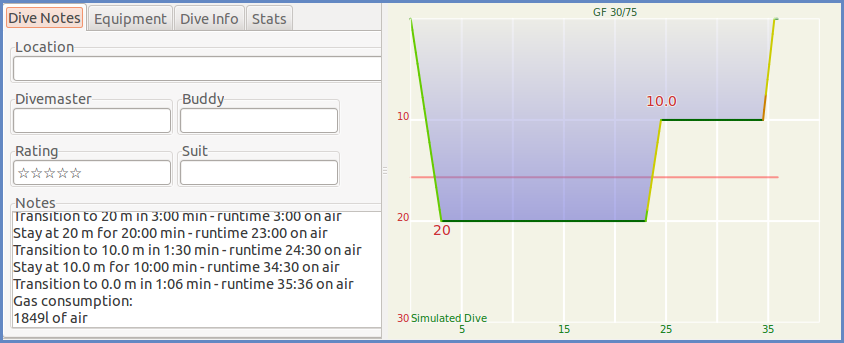 Dive Notes Equipment Dive Info Stats
Location
Divemaster Buddy
Rating Suit
☆☆☆☆☆
Notes
Transition to 20 m in 3:00 min - runtime 3:00 on air
Stay at 20 m for 20:00 min - runtime 23:00 on air
Transition to 10.0 m in 1:30 min - runtime 24:30 on air
Stay at 10.0 m for 10:00 min - runtime 34:30 on air
Transition to 0.0 m in 1:06 min - runtime 35:36 on air
Gas consumption:
1849l of air
GF 30/75
10.0
10
20
20
30 Simulated Dive
5 15 25 35